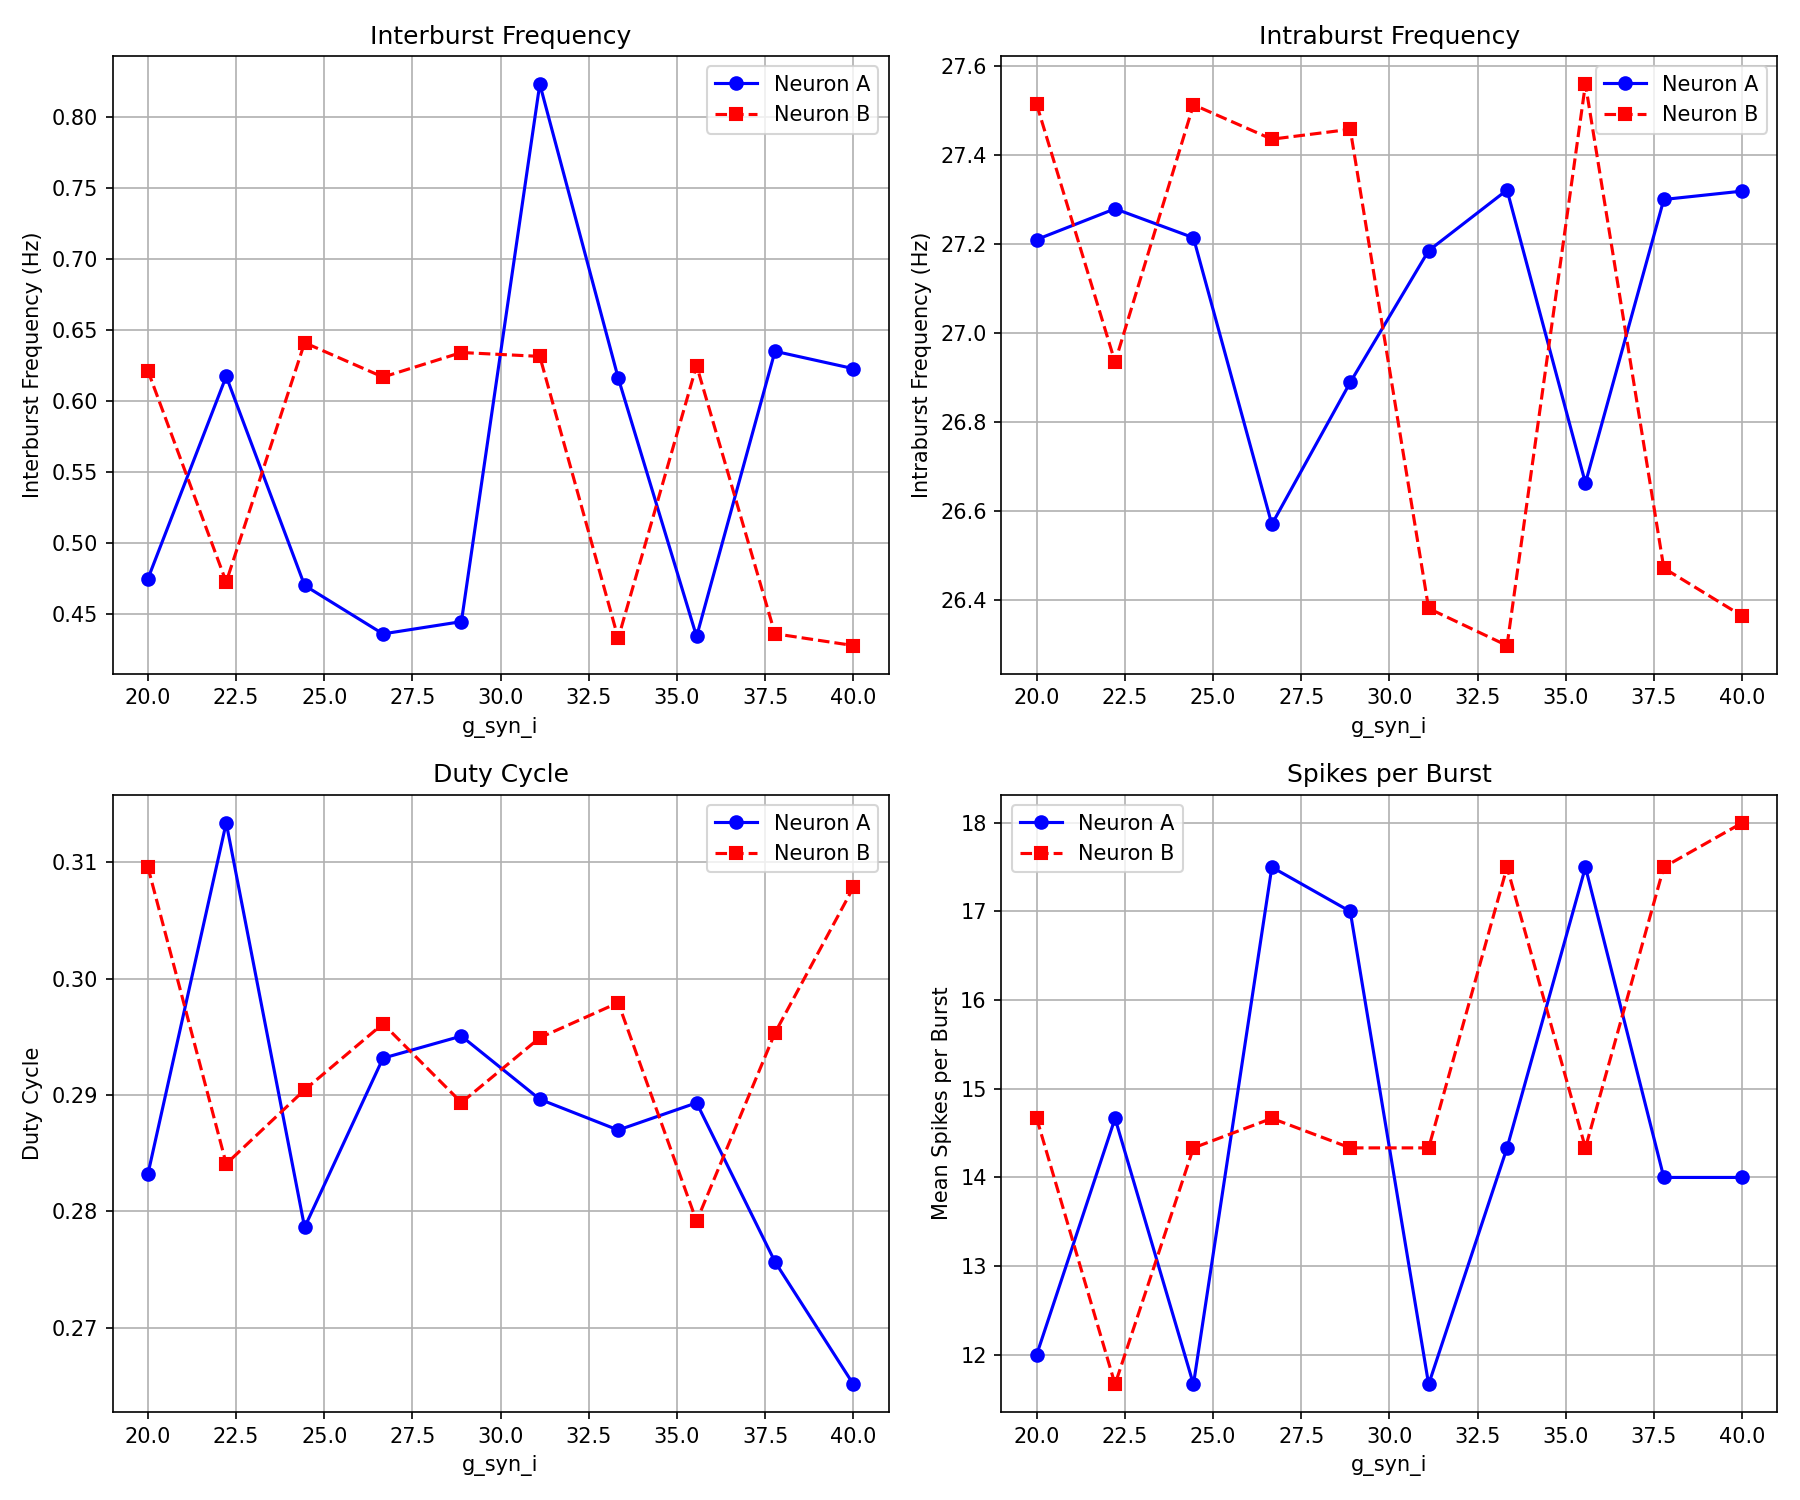 Interburst Frequency
Interburst Frequency (Hz)
0.80
0.75
0.70
0.65
0.60
0.55
0.50
0.45
Neuron A
Neuron B
20.0 22.5 25.0 27.5 30.0 32.5 35.0 37.5 40.0
g_syn_i
Intraburst Frequency
Intraburst Frequency (Hz)
27.6
27.4
27.2
27.0
26.8
26.6
26.4
Neuron A
Neuron B
20.0 22.5 25.0 27.5 30.0 32.5 35.0 37.5 40.0
g_syn_i
Duty Cycle
Duty Cycle
0.31
0.30
0.29
0.28
0.27
Neuron A
Neuron B
20.0 22.5 25.0 27.5 30.0 32.5 35.0 37.5 40.0
g_syn_i
Spikes per Burst
Mean Spikes per Burst
18
17
16
15
14
13
12
Neuron A
Neuron B
20.0 22.5 25.0 27.5 30.0 32.5 35.0 37.5 40.0
g_syn_i